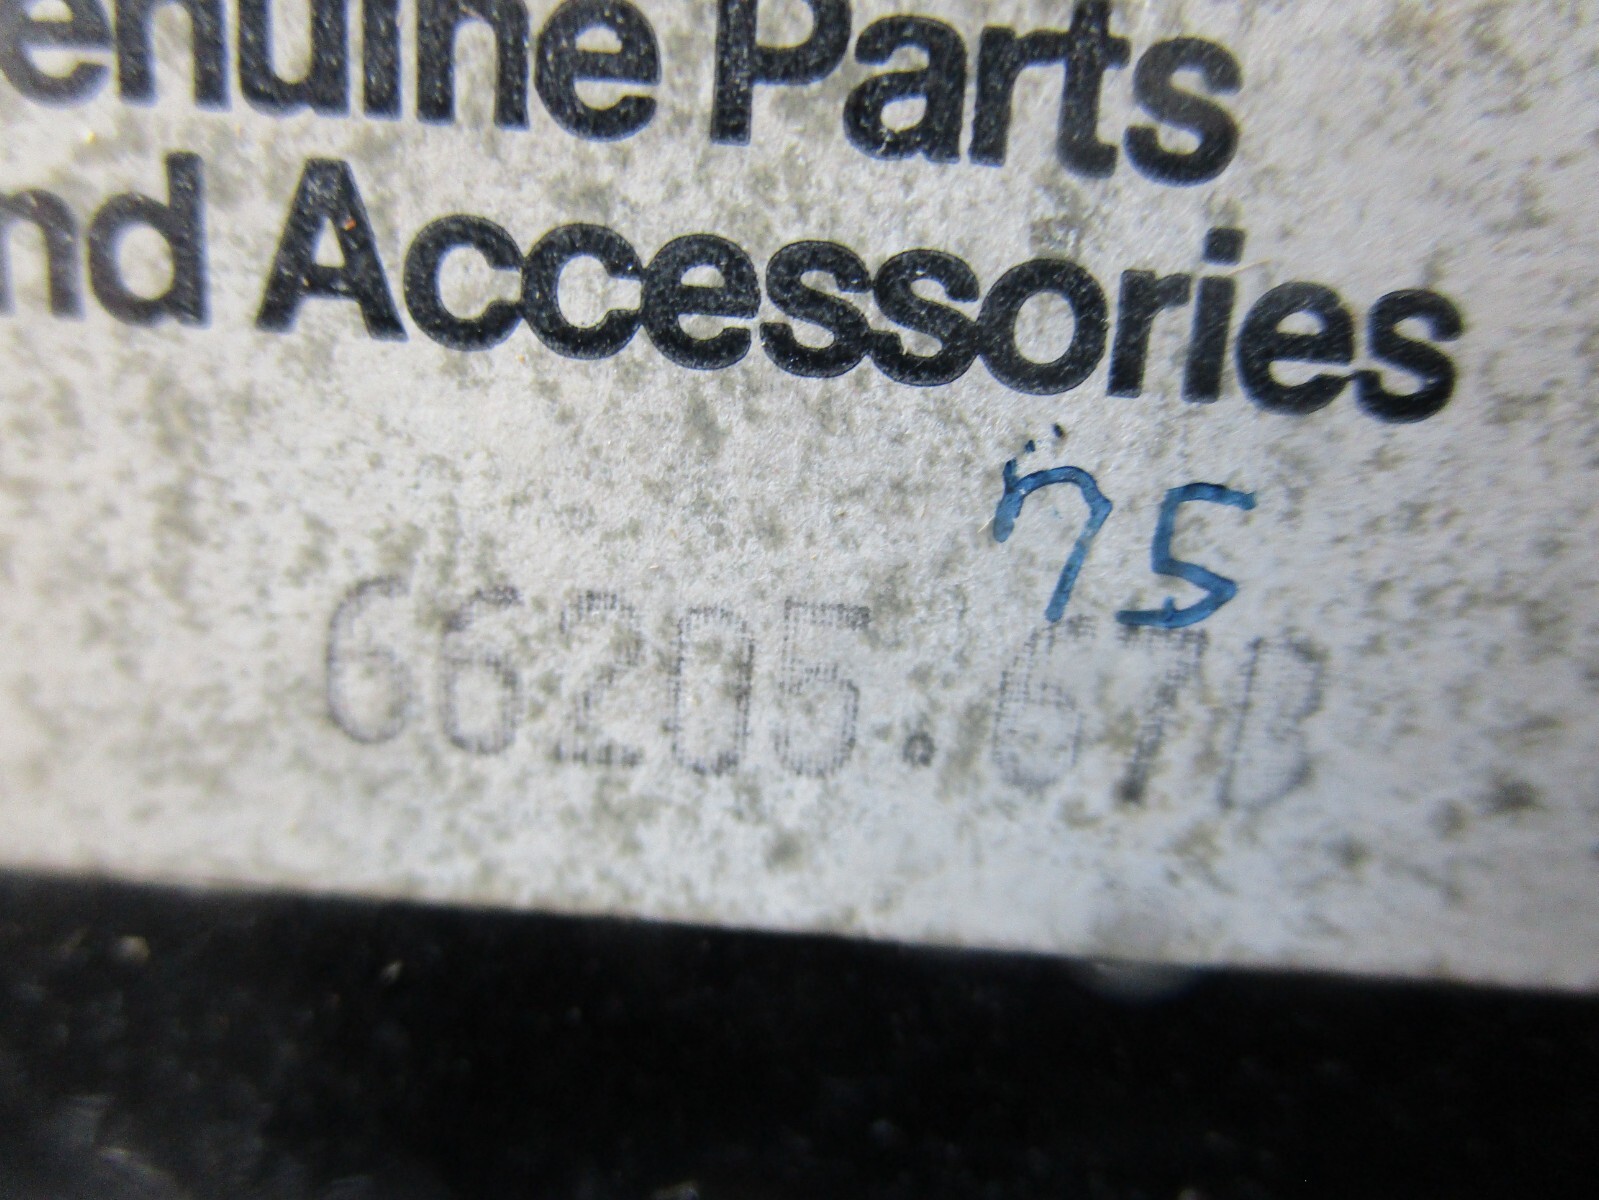 enuine Parts
nd Accessories
75
66205.67B